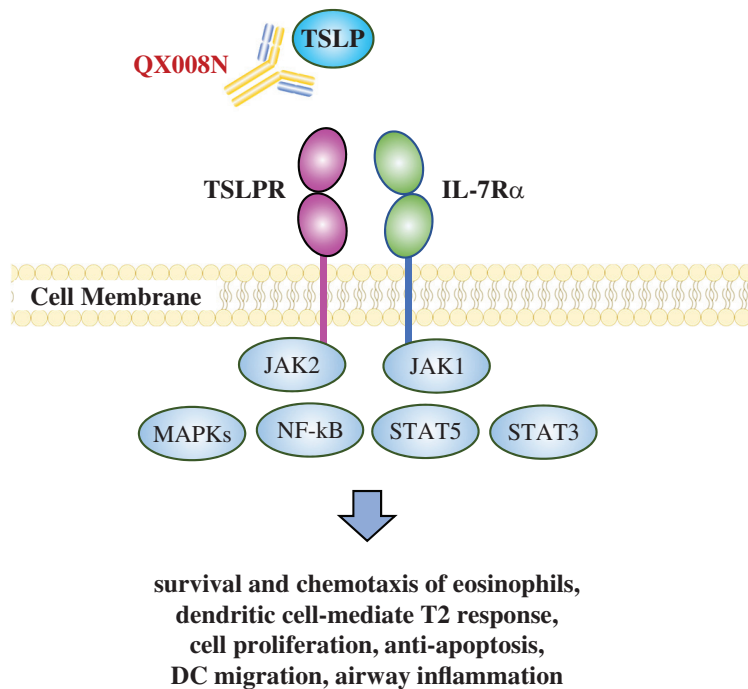 TSLP
QX008N
TSLPR
IL-7Rα
Cell Membrane
JAK2
JAK1
MAPKs
NF-kB
STAT5
STAT3
survival and chemotaxis of eosinophils,
dendritic cell-mediate T2 response,
cell proliferation, anti-apoptosis,
DC migration, airway inflammation